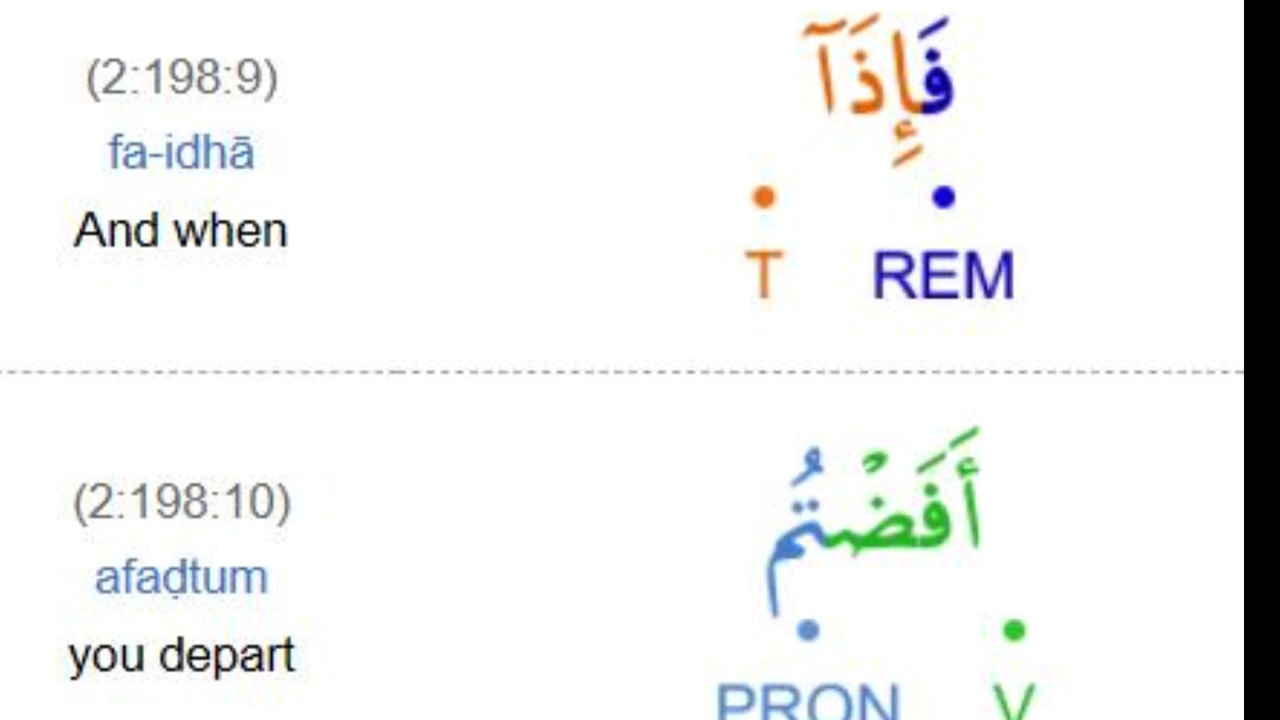 (2:198:9)
fa-idhā
And when
فَإِذَآ
T REM
(2:198:10)
afaḍtum
you depart
أَفَضْتُم
PRON V